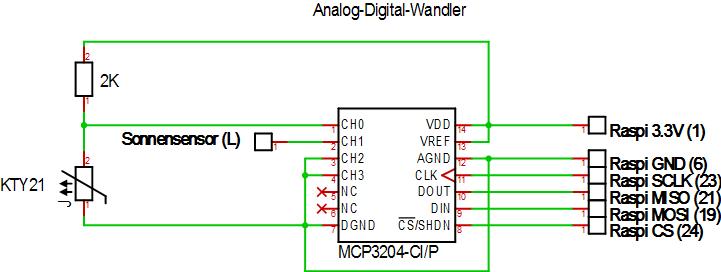 Analog-Digital-Wandler
2
2K
1
CH0 VDD
1 14
Raspi 3.3V (1)
Sonnensensor (L) 1
CH1 VREF
2 13
CH2 AGND
3 12
Raspi GND (6)
2
KTY21
CH3 CLK
4 11
Raspi SCLK (23)
NC DOUT
5 10
Raspi MISO (21)
NC DIN
6 9
Raspi MOSI (19)
DGND CS/SHDN
7 8
Raspi CS (24)
J
1
MCP3204-CI/P
1
1
1
1
1
1